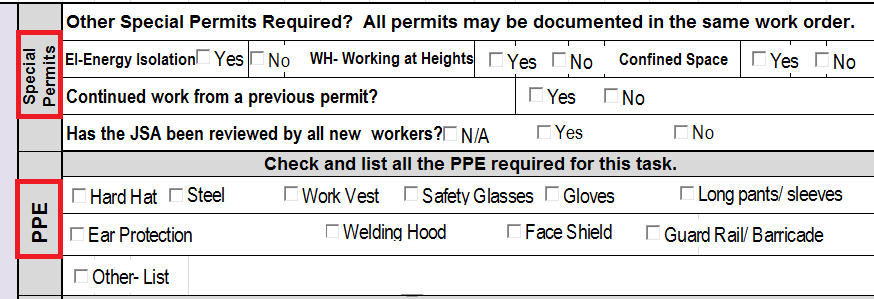 Other Special Permits Required? All permits may be documented in the same work order.
Special Permits
EI-Energy Isolation Yes No WH- Working at Heights Yes No Confined Space Yes No
Continued work from a previous permit? Yes No
Has the JSA been reviewed by all new workers? N/A Yes No
Check and list all the PPE required for this task.
PPE
Hard Hat Steel Work Vest Safety Glasses Gloves Long pants/ sleeves
Ear Protection Welding Hood Face Shield Guard Rail/ Barricade
Other- List